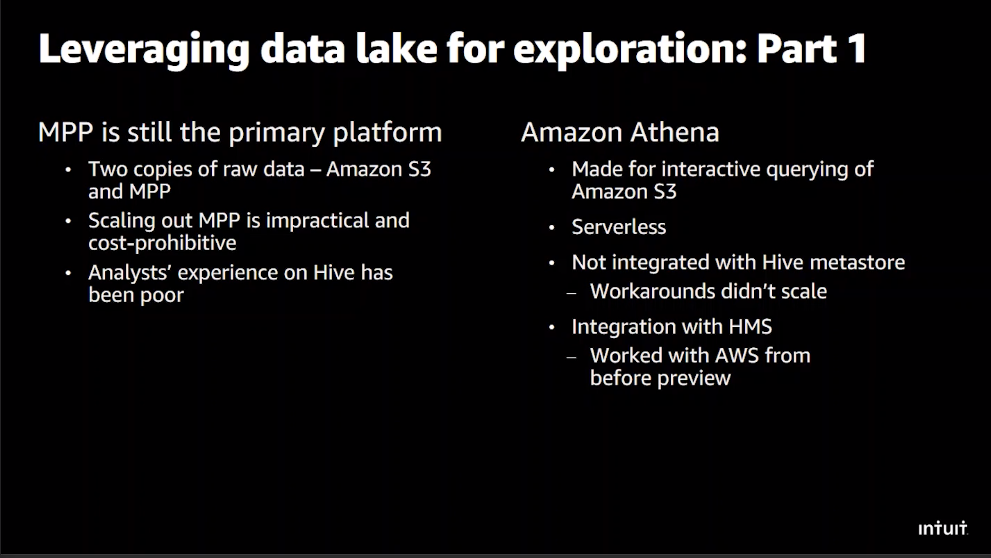 Leveraging data lake for exploration: Part 1
MPP is still the primary platform
• Two copies of raw data – Amazon S3
and MPP
• Scaling out MPP is impractical and
cost-prohibitive
• Analysts’ experience on Hive has
been poor
Amazon Athena
• Made for interactive querying of
Amazon S3
• Serverless
• Not integrated with Hive metastore
– Workarounds didn’t scale
• Integration with HMS
– Worked with AWS from
before preview
INTUIT